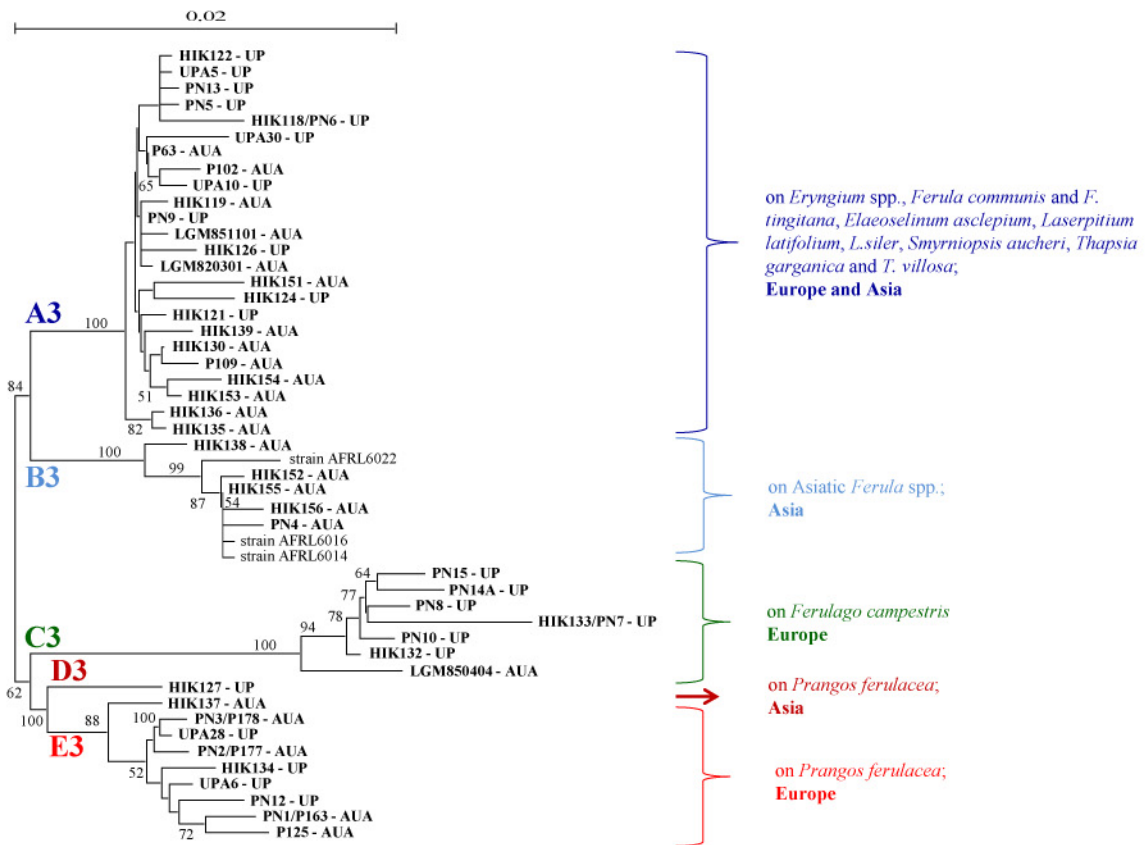 0.02
HIK122 - UP
UPA5 - UP
PN13 - UP
PN5 - UP
HIK118/PN6 - UP
UPA30 - UP
P63 - AUA
P102 - AUA
65
UPA10 - UP
HIK119 - AUA
PN9 - UP
LGM851101 - AUA
HIK126 - UP
LGM820301 - AUA
HIK151 - AUA
HIK124 - UP
A3
100
HIK121 - UP
HIK139 - AUA
HIK130 - AUA
P109 - AUA
HIK154 - AUA
51
HIK153 - AUA
84
HIK136 - AUA
82
HIK135 - AUA
on Eryngium spp., Ferula communis and F.
tingitana, Elaeoselinum asclepium, Laserpitium
latifolium, L.siler, Smyrniopsis aucheri, Thapsia
garganica and T. villosa;
Europe and Asia
B3
100
HIK138 - AUA
99
strain AFRL6022
HIK152 - AUA
HIK155 - AUA
87
54
HIK156 - AUA
PN4 - AUA
strain AFRL6016
strain AFRL6014
on Asiatic Ferula spp.;
Asia
64
PN15 - UP
PN14A - UP
77
PN8 - UP
78
HIK133/PN7 - UP
94
PN10 - UP
C3
100
HIK132 - UP
LGM850404 - AUA
on Ferulago campestris
Europe
D3
62
HIK127 - UP
on Prangos ferulacea;
Asia
HIK137 - AUA
100
E3
88
100
PN3/P178 - AUA
UPA28 - UP
PN2/P177 - AUA
52
HIK134 - UP
UPA6 - UP
PN12 - UP
PN1/P163 - AUA
72
P125 - AUA
on Prangos ferulacea;
Europe